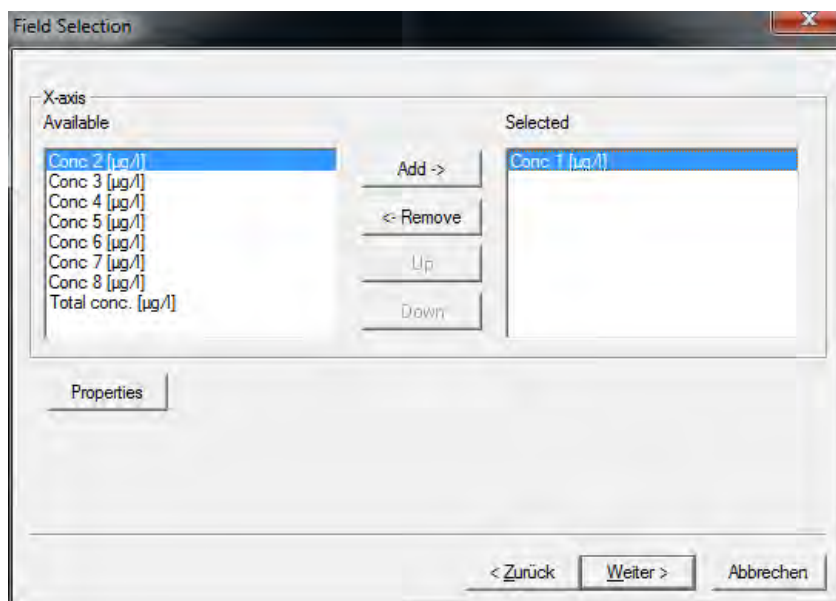 Field Selection
X
X-axis
Available
Selected
Conc 2 [µg/l]
Conc 3 [µg/l]
Conc 4 [µg/l]
Conc 5 [µg/l]
Conc 6 [µg/l]
Conc 7 [µg/l]
Conc 8 [µg/l]
Total conc. [µg/l]
Add ->
<- Remove
Up
Down
Conc 1 [µg/l]
Properties
< Zurück
Weiter >
Abbrechen